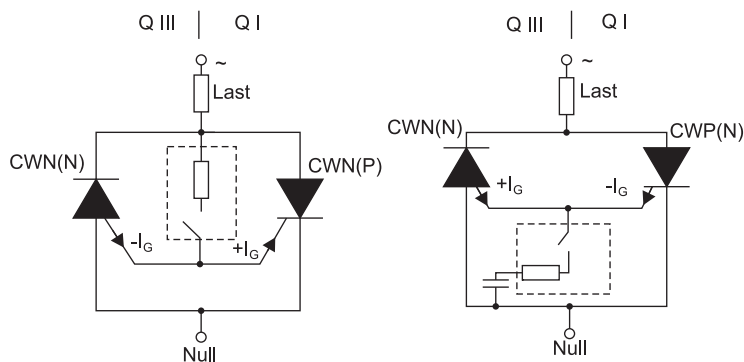 Q III | Q I
~
Last
CWN(N)
CWN(P)
-I_G
+I_G
Null
Q III | Q I
~
Last
CWN(N)
CWP(N)
+I_G
-I_G
Null